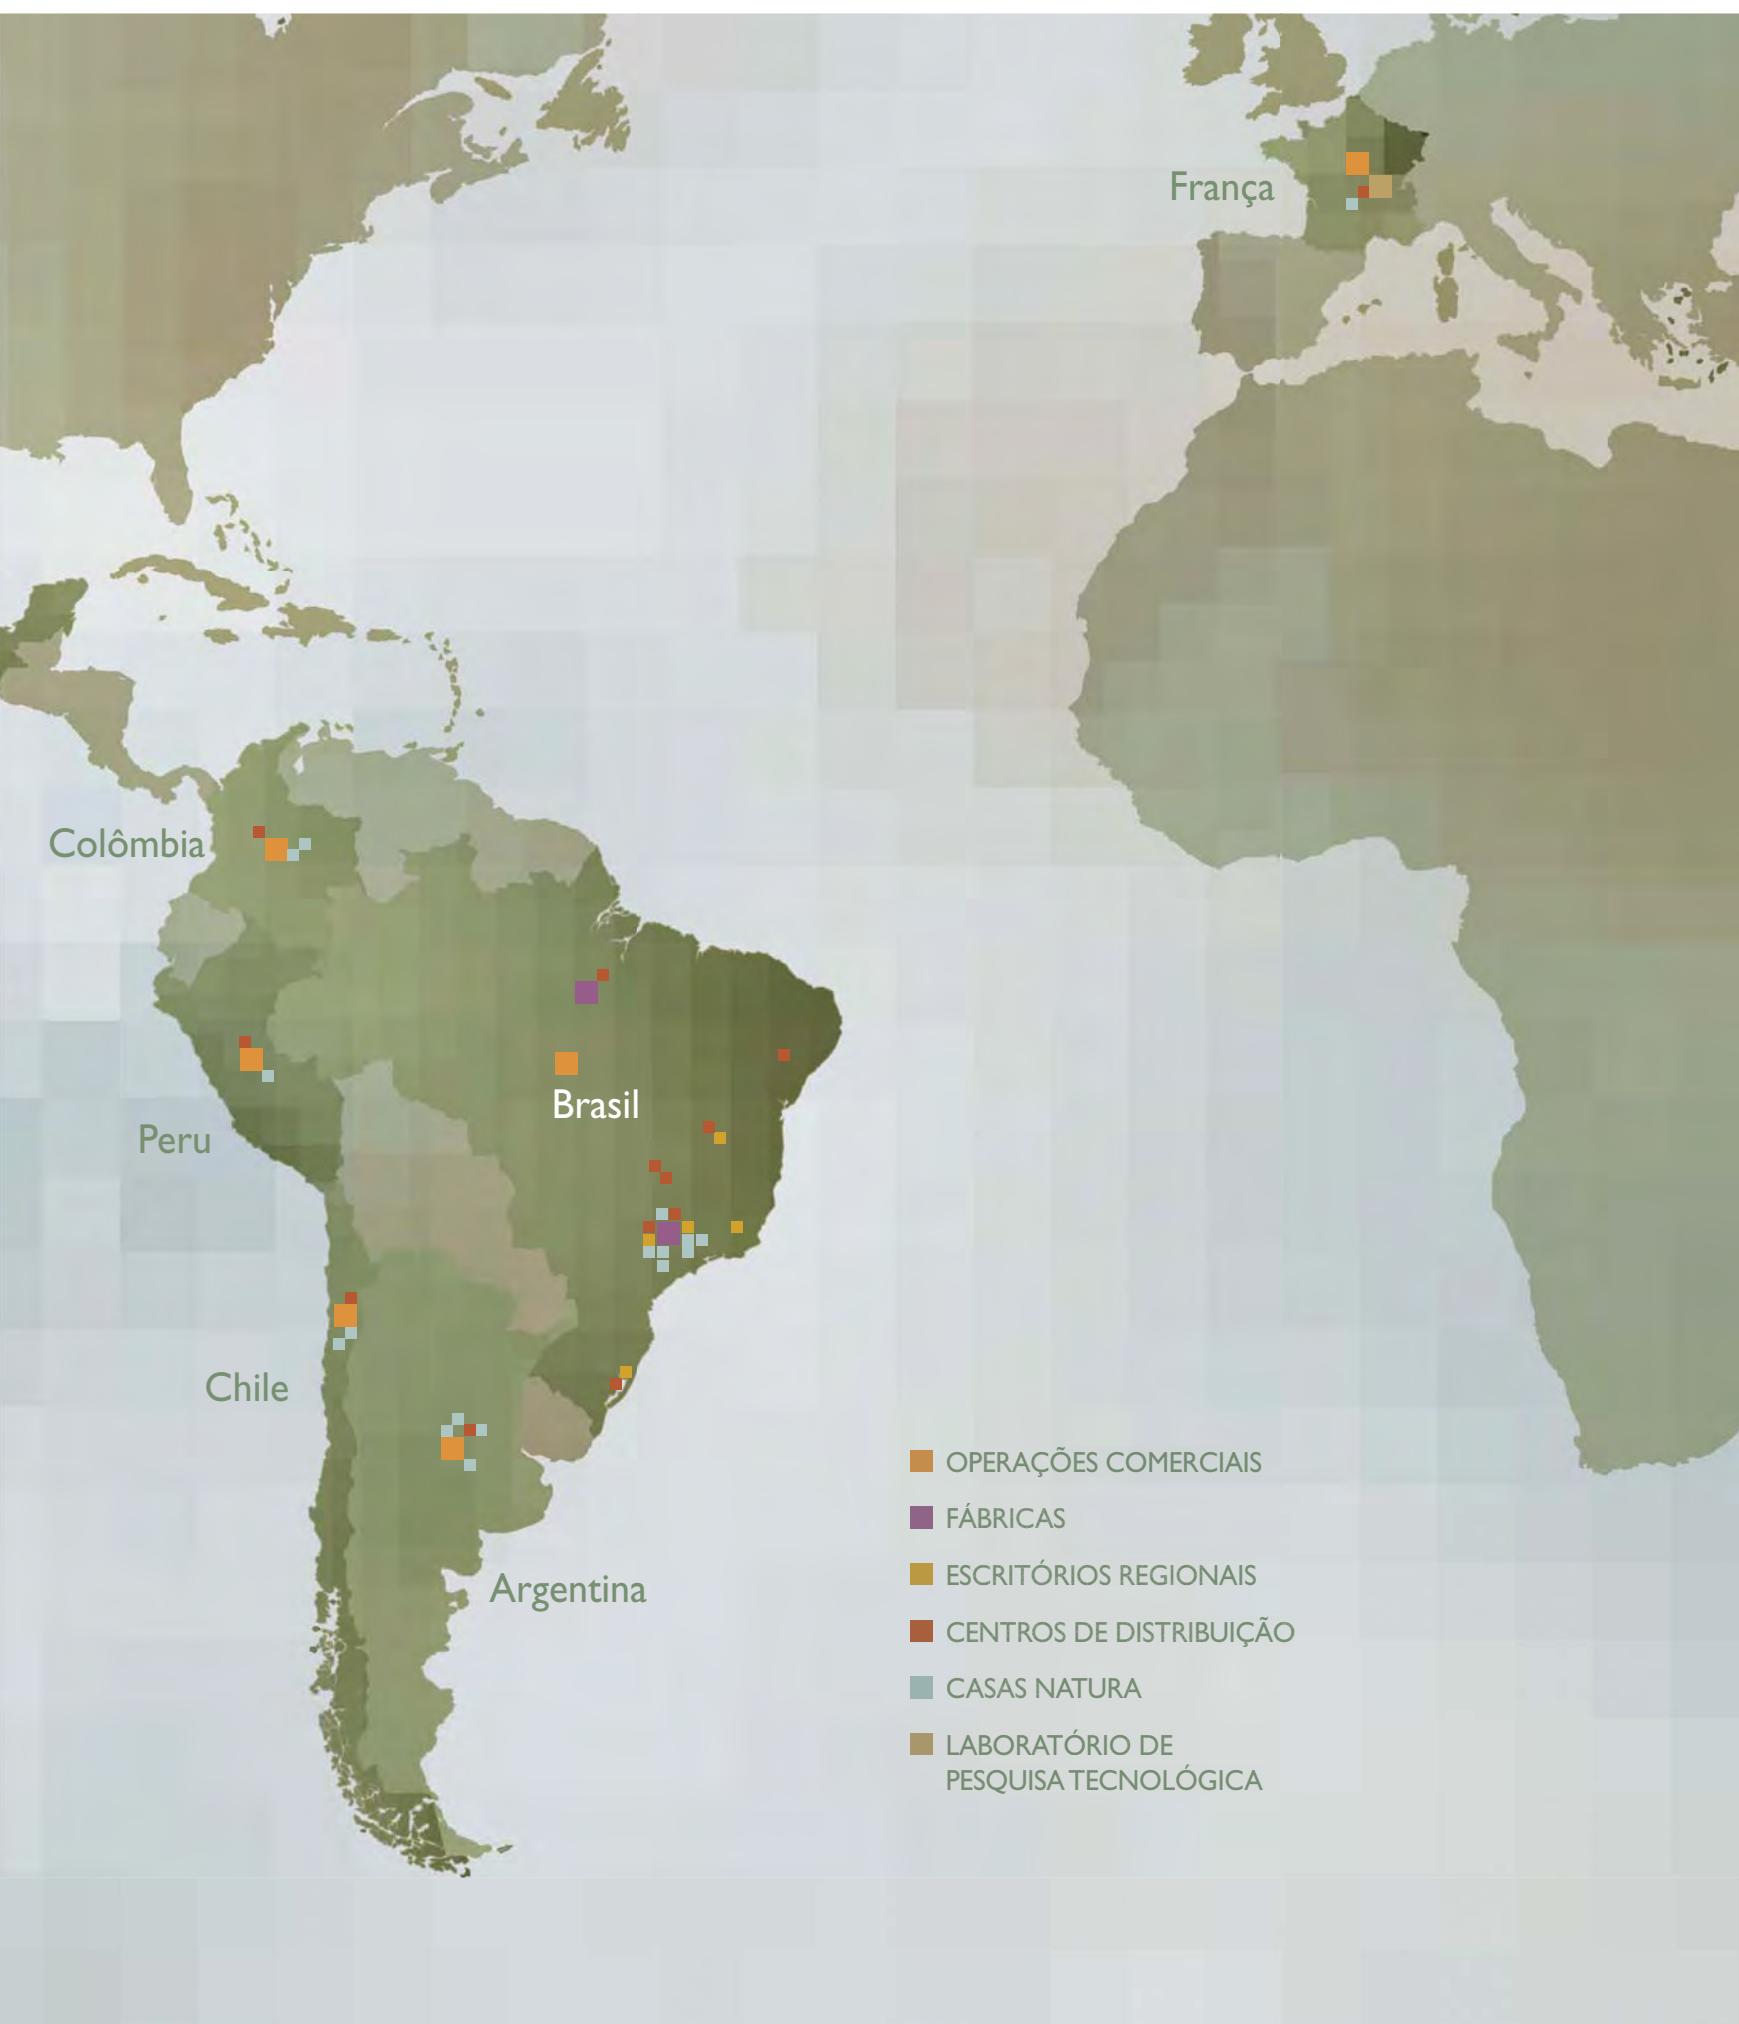 França
Colômbia
Brasil
Peru
Chile
Argentina
OPERAÇÕES COMERCIAIS
FÁBRICAS
ESCRITÓRIOS REGIONAIS
CENTROS DE DISTRIBUIÇÃO
CASAS NATURA
LABORATÓRIO DE
PESQUISA TECNOLÓGICA